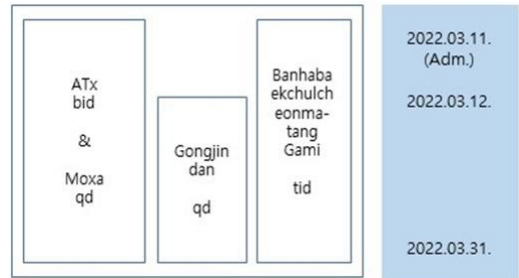 ATx
bid
&
Moxa
qd
Gongjin
dan
qd
Banhaba
ekchulch
eonma-
tang
Gami
tid
2022.03.11.
(Adm.)
2022.03.12.
2022.03.31.